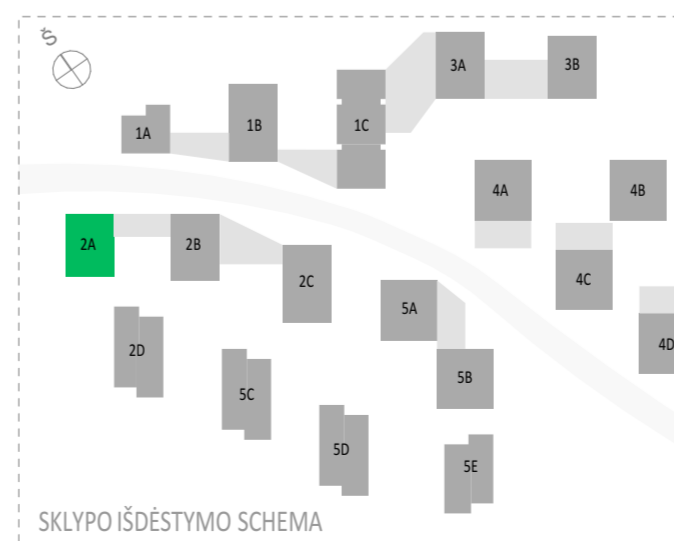 Š
3A
3B
1A
1B
1C
4A
4B
2A
2B
2C
4C
5A
4D
2D
5B
5C
5D
5E
SKLYPO IŠDĖSTYMO SCHEMA